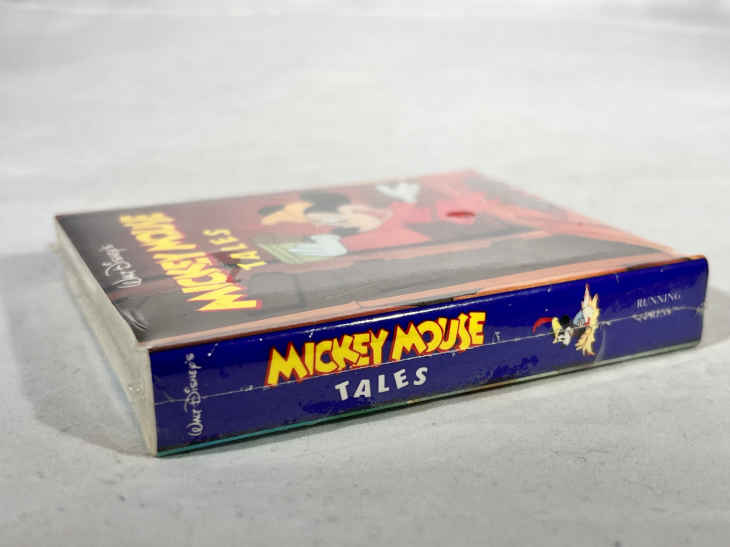 WALT DISNEY'S
MICKEY MOUSE
TALES
WALT DISNEY'S
MICKEY MOUSE
TALES
RUNNING
PRESS